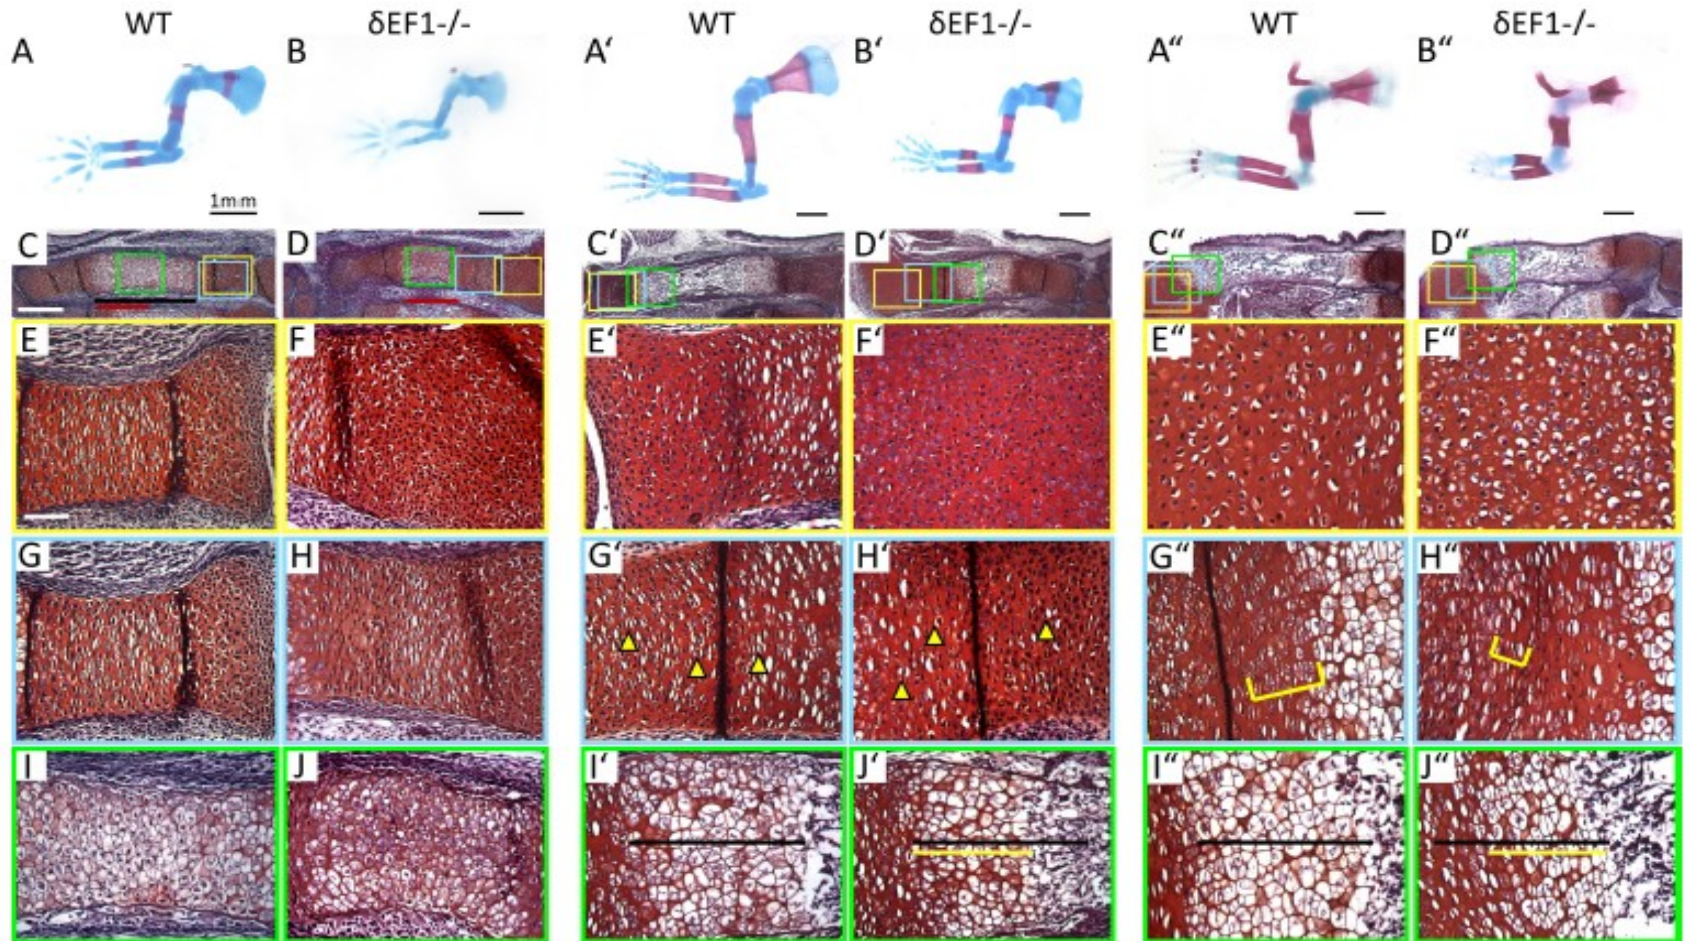 WT δEF1-/- WT δEF1-/- WT δEF1-/-
A B A‘ B‘ A“ B“
1mm
C D C‘ D‘ C“ D“
E F E‘ F‘ E“ F“
G H G‘ H‘ G“ H“
I J I‘ J‘ I“ J“